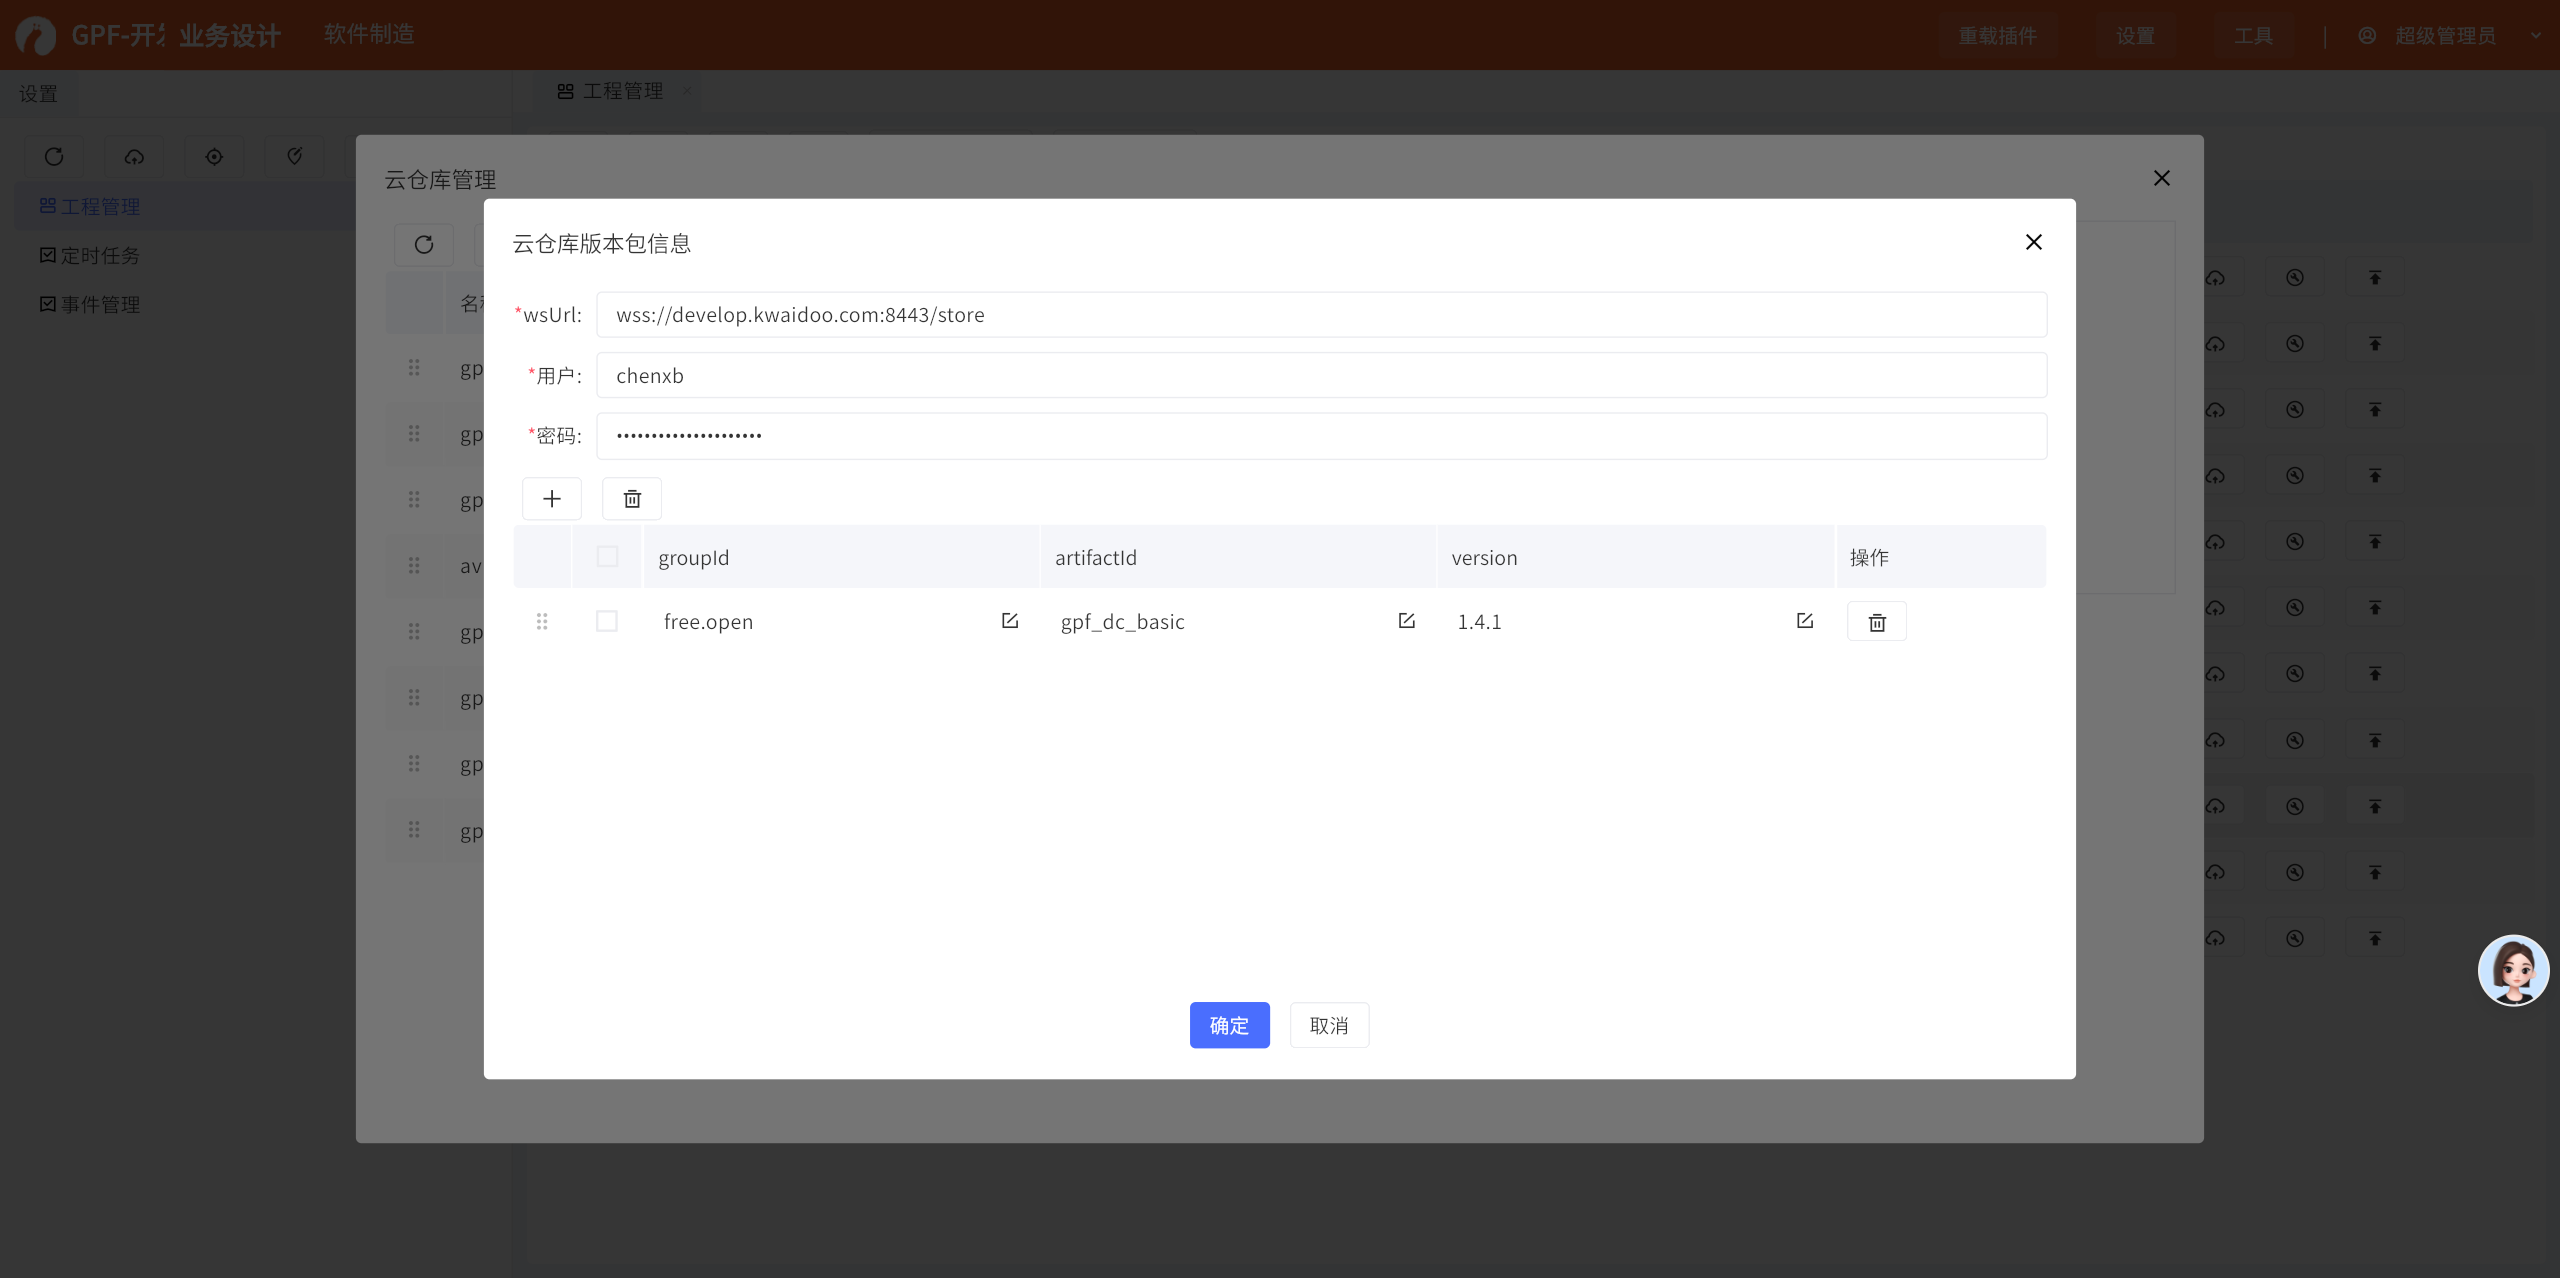 GPF-开 业务设计 软件制造 重载插件 设置 工具 | 超级管理员
设置 工程管理
工程管理
定时任务
事件管理
云仓库管理
云仓库版本包信息
*wsUrl: wss://develop.kwaidoo.com:8443/store
*用户: chenxb
*密码: •••••••••••••••••••••
groupId artifactId version 操作
free.open gpf_dc_basic 1.4.1
确定 取消
名
gp
gp
gp
av
gp
gp
gp
gp